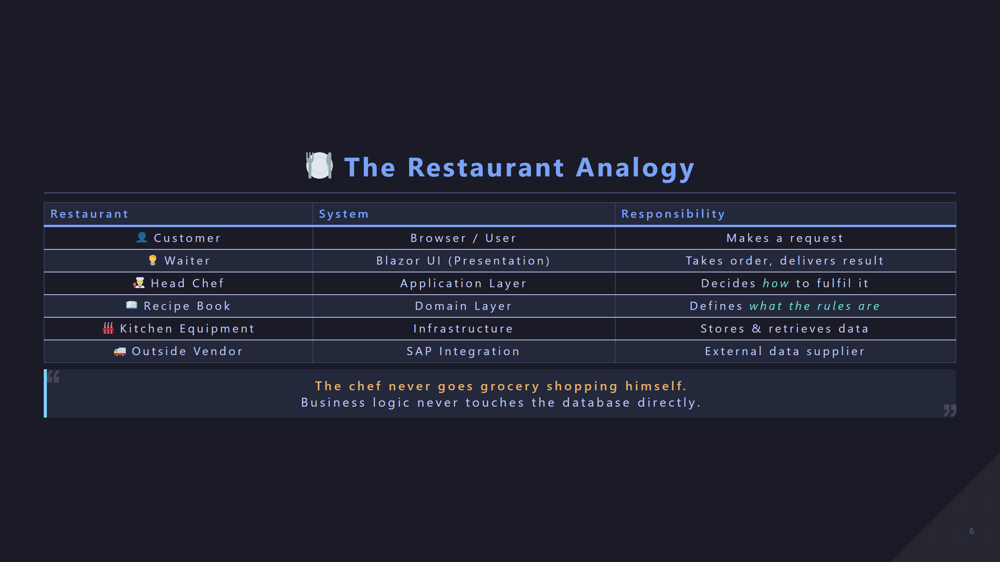 The Restaurant Analogy
Restaurant System Responsibility
Customer Browser / User Makes a request
Waiter Blazor UI (Presentation) Takes order, delivers result
Head Chef Application Layer Decides how to fulfil it
Recipe Book Domain Layer Defines what the rules are
Kitchen Equipment Infrastructure Stores & retrieves data
Outside Vendor SAP Integration External data supplier
“
The chef never goes grocery shopping himself.
Business logic never touches the database directly.
”
6